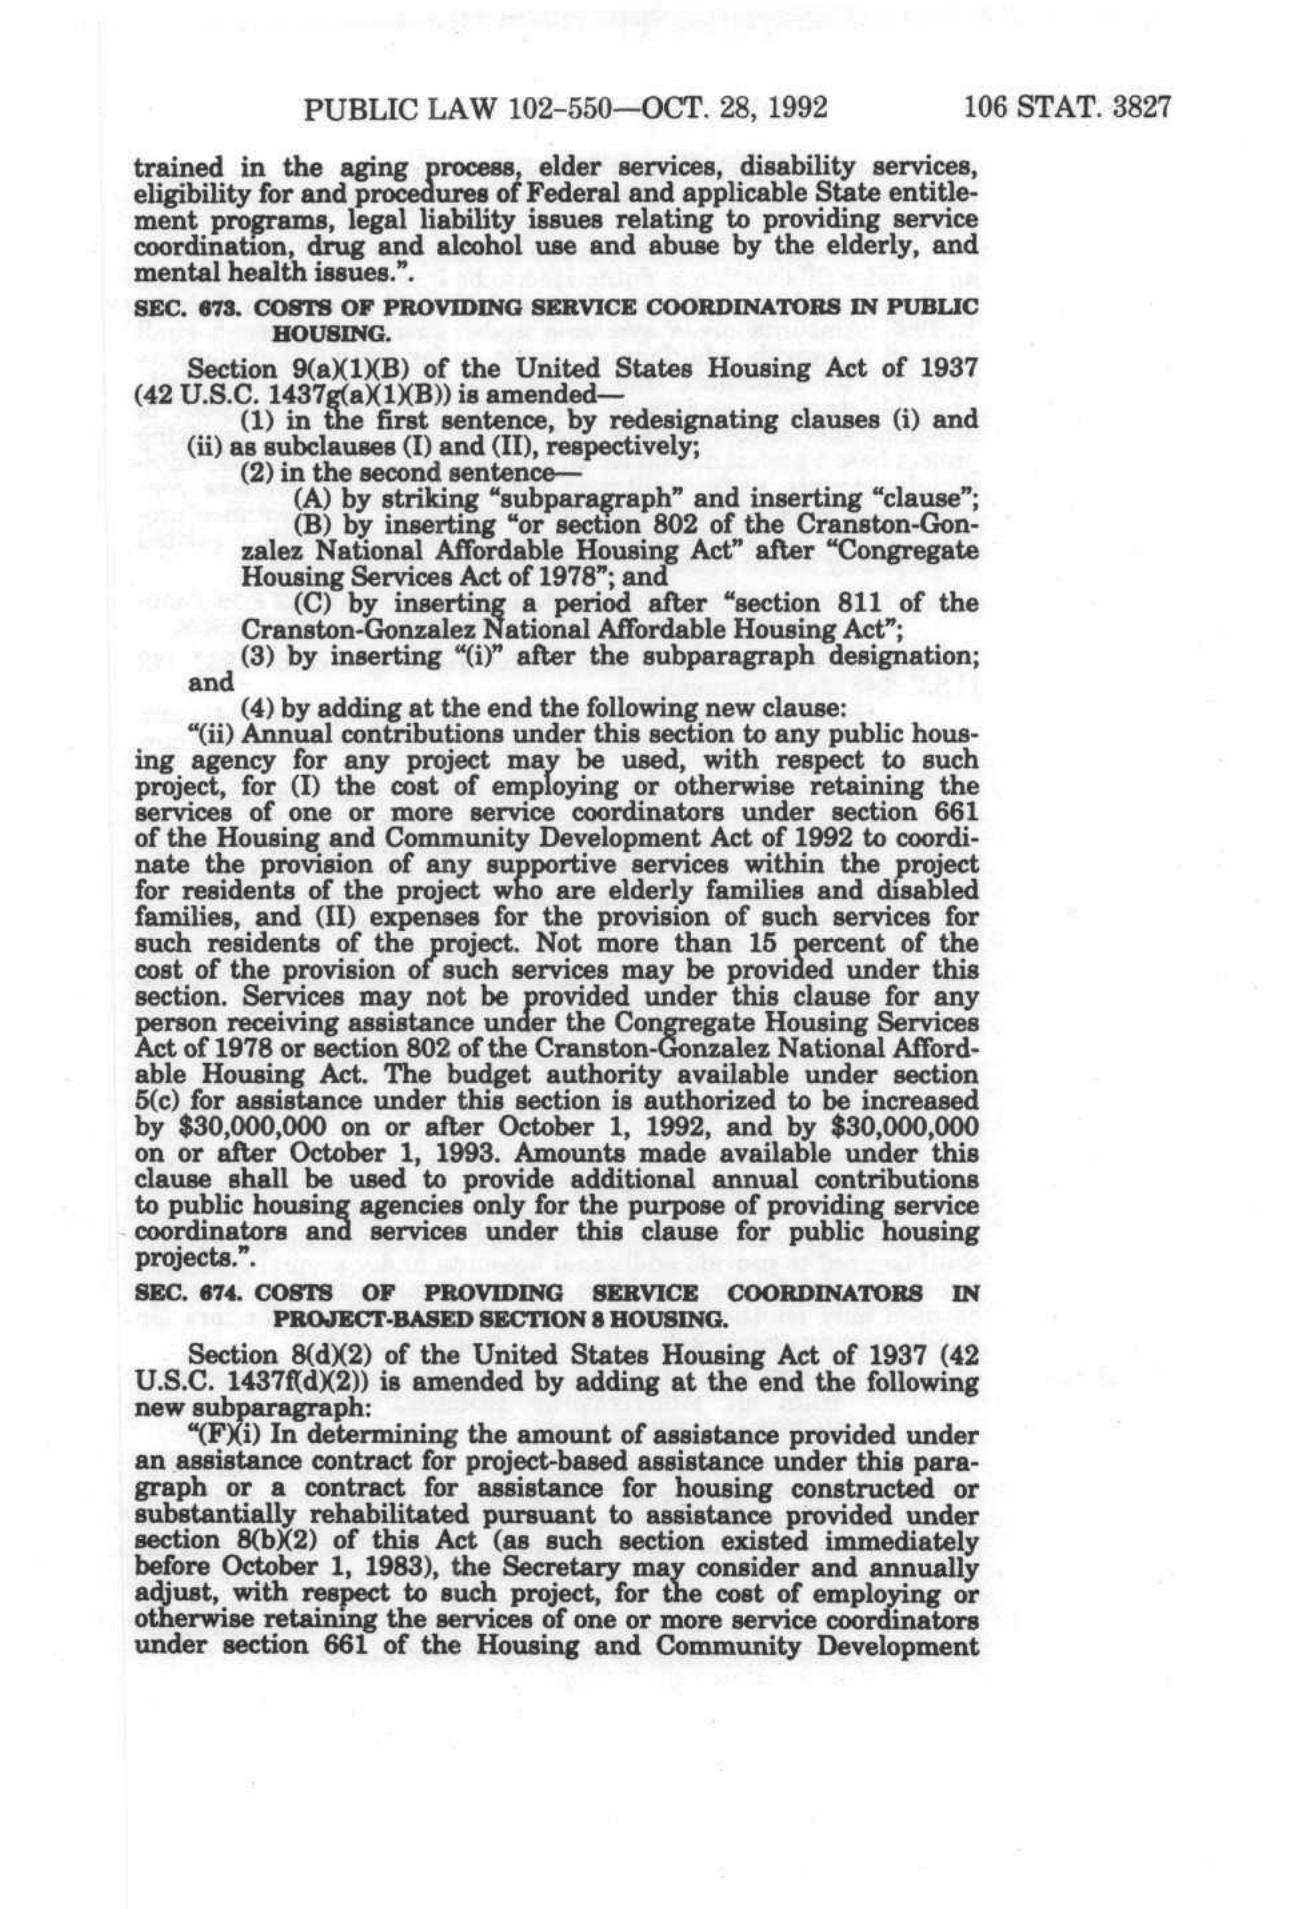 PUBLIC LAW 102–550—OCT. 28, 1992 106 STAT. 3827
trained in the aging process, elder services, disability services,
eligibility for and procedures of Federal and applicable State entitle-
ment programs, legal liability issues relating to providing service
coordination, drug and alcohol use and abuse by the elderly, and
mental health issues.”.
SEC. 673. COSTS OF PROVIDING SERVICE COORDINATORS IN PUBLIC
HOUSING.
Section 9(a)(1)(B) of the United States Housing Act of 1937
(42 U.S.C. 1437g(a)(1)(B)) is amended—
(1) in the first sentence, by redesignating clauses (i) and
(ii) as subclauses (I) and (II), respectively;
(2) in the second sentence—
(A) by striking “subparagraph” and inserting “clause”;
(B) by inserting “or section 802 of the Cranston-Gon-
zalez National Affordable Housing Act” after “Congregate
Housing Services Act of 1978”; and
(C) by inserting a period after “section 811 of the
Cranston-Gonzalez National Affordable Housing Act”;
(3) by inserting “(i)” after the subparagraph designation;
and
(4) by adding at the end the following new clause:
“(ii) Annual contributions under this section to any public hous-
ing agency for any project may be used, with respect to such
project, for (I) the cost of employing or otherwise retaining the
services of one or more service coordinators under section 661
of the Housing and Community Development Act of 1992 to coordi-
nate the provision of any supportive services within the project
for residents of the project who are elderly families and disabled
families, and (II) expenses for the provision of such services for
such residents of the project. Not more than 15 percent of the
cost of the provision of such services may be provided under this
section. Services may not be provided under this clause for any
person receiving assistance under the Congregate Housing Services
Act of 1978 or section 802 of the Cranston-Gonzalez National Afford-
able Housing Act. The budget authority available under section
5(c) for assistance under this section is authorized to be increased
by $30,000,000 on or after October 1, 1992, and by $30,000,000
on or after October 1, 1993. Amounts made available under this
clause shall be used to provide additional annual contributions
to public housing agencies only for the purpose of providing service
coordinators and services under this clause for public housing
projects.”.
SEC. 674. COSTS OF PROVIDING SERVICE COORDINATORS IN
PROJECT-BASED SECTION 8 HOUSING.
Section 8(d)(2) of the United States Housing Act of 1937 (42
U.S.C. 1437f(d)(2)) is amended by adding at the end the following
new subparagraph:
“(F)(i) In determining the amount of assistance provided under
an assistance contract for project-based assistance under this para-
graph or a contract for assistance for housing constructed or
substantially rehabilitated pursuant to assistance provided under
section 8(b)(2) of this Act (as such section existed immediately
before October 1, 1983), the Secretary may consider and annually
adjust, with respect to such project, for the cost of employing or
otherwise retaining the services of one or more service coordinators
under section 661 of the Housing and Community Development